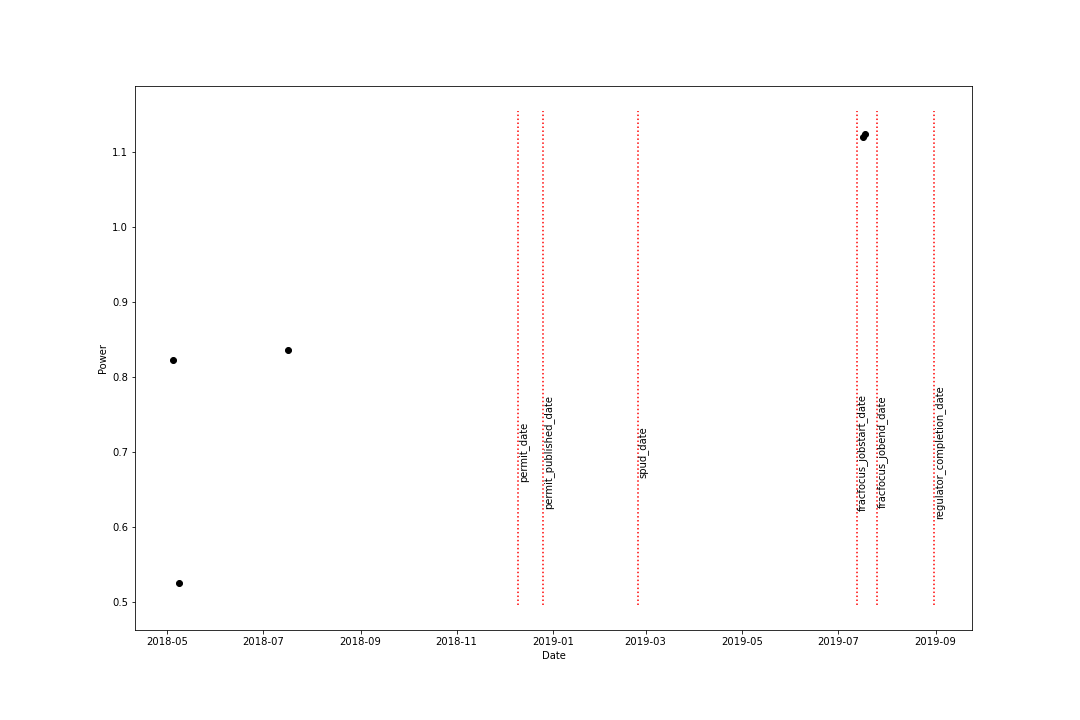 1.1
1.0
0.9
0.8
0.7
0.6
0.5
Power
permit_date
permit_published_date
spud_date
fracfocus_jobstart_date
fracfocus_jobend_date
regulator_completion_date
2018-05 2018-07 2018-09 2018-11 2019-01 2019-03 2019-05 2019-07 2019-09
Date